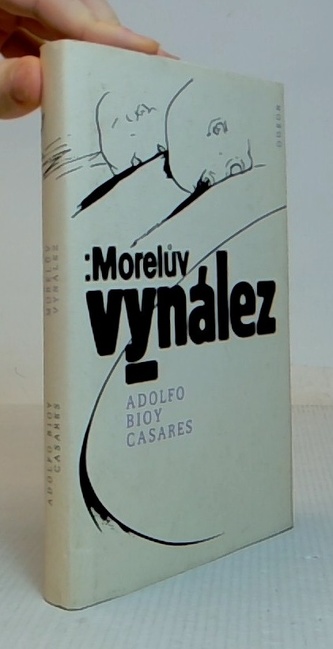 ODEON
:Morelův
vynález
ADOLFO
BIOY
CASARES
ADOLFO BIOY
CASARES
MORELŮV
VYNÁLEZ